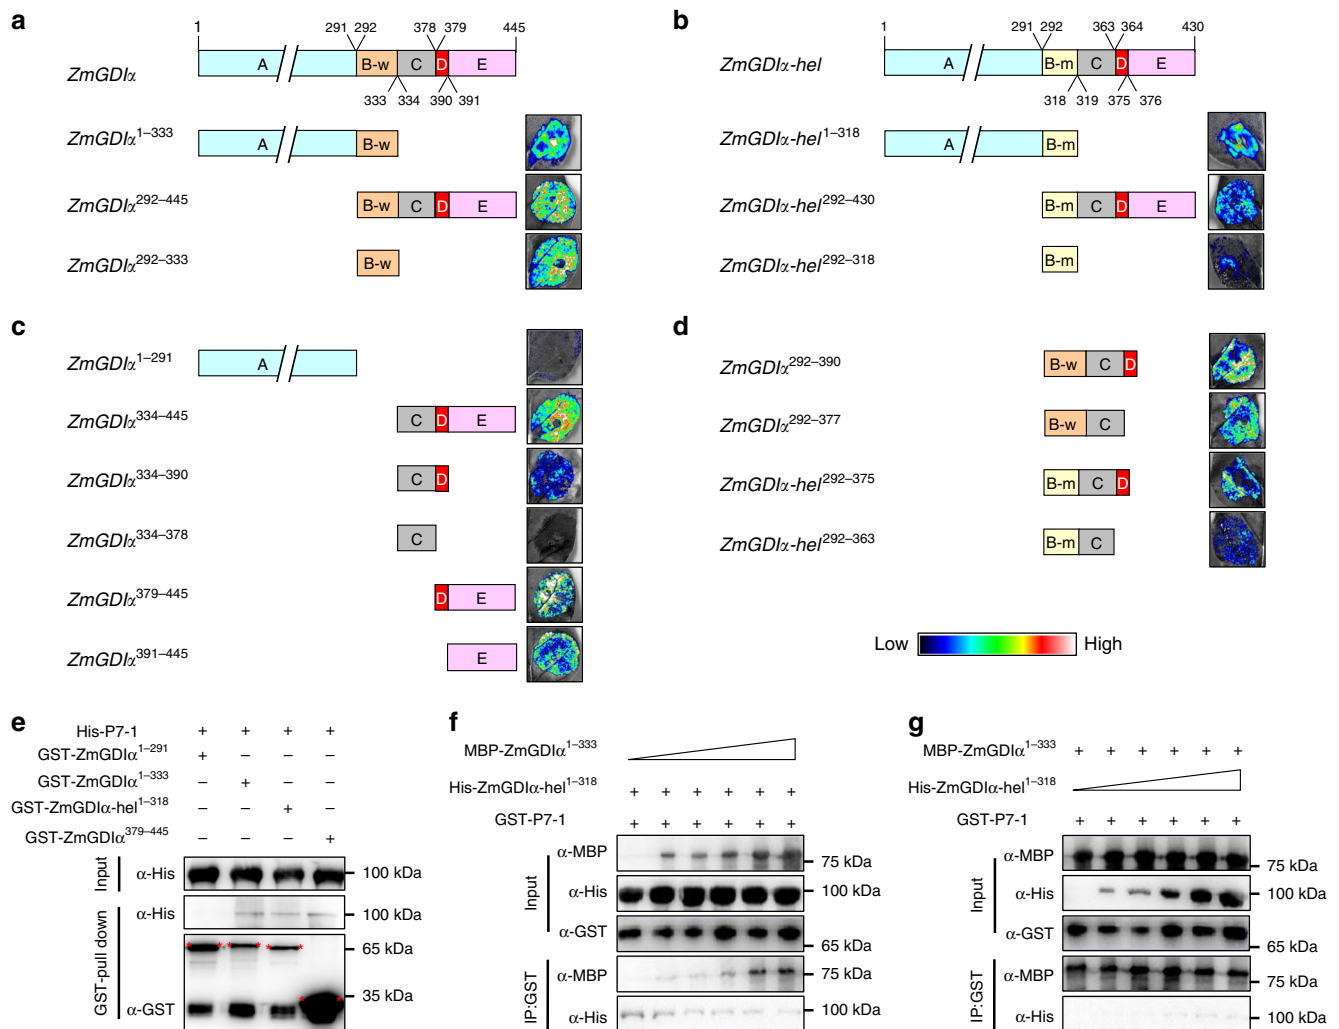 a
1 291 292 378 379 445
ZmGDIα A B-w C D E
333 334 390 391
ZmGDIα1–333 A B-w
ZmGDIα292–445 B-w C D E
ZmGDIα292–333 B-w
b
1 291 292 363 364 430
ZmGDIα-hel A B-m C D E
318 319 375 376
ZmGDIα-hel1–318 A B-m
ZmGDIα-hel292–430 B-m C D E
ZmGDIα-hel292–318 B-m
c
ZmGDIα1–291 A
ZmGDIα334–445 C D E
ZmGDIα334–390 C D
ZmGDIα334–378 C
ZmGDIα379–445 D E
ZmGDIα391–445 E
d
ZmGDIα292–390 B-w C D
ZmGDIα292–377 B-w C
ZmGDIα-hel292–375 B-m C D
ZmGDIα-hel292–363 B-m C
Low High
e
His-P7-1 + + + +
GST-ZmGDIα1–291 + – – –
GST-ZmGDIα1–333 – + – –
GST-ZmGDIα-hel1–318 – – + –
GST-ZmGDIα379–445 – – – +
Input α-His 100 kDa
GST-pull down α-His 100 kDa
65 kDa
35 kDa
α-GST
f
MBP-ZmGDIα1–333
His-ZmGDIα-hel1–318 + + + + + +
GST-P7-1 + + + + + +
Input α-MBP 75 kDa
α-His 100 kDa
α-GST 65 kDa
IP:GST α-MBP 75 kDa
α-His 100 kDa
g
MBP-ZmGDIα1–333 + + + + + +
His-ZmGDIα-hel1–318
GST-P7-1 + + + + + +
Input α-MBP 75 kDa
α-His 100 kDa
α-GST 65 kDa
IP:GST α-MBP 75 kDa
α-His 100 kDa